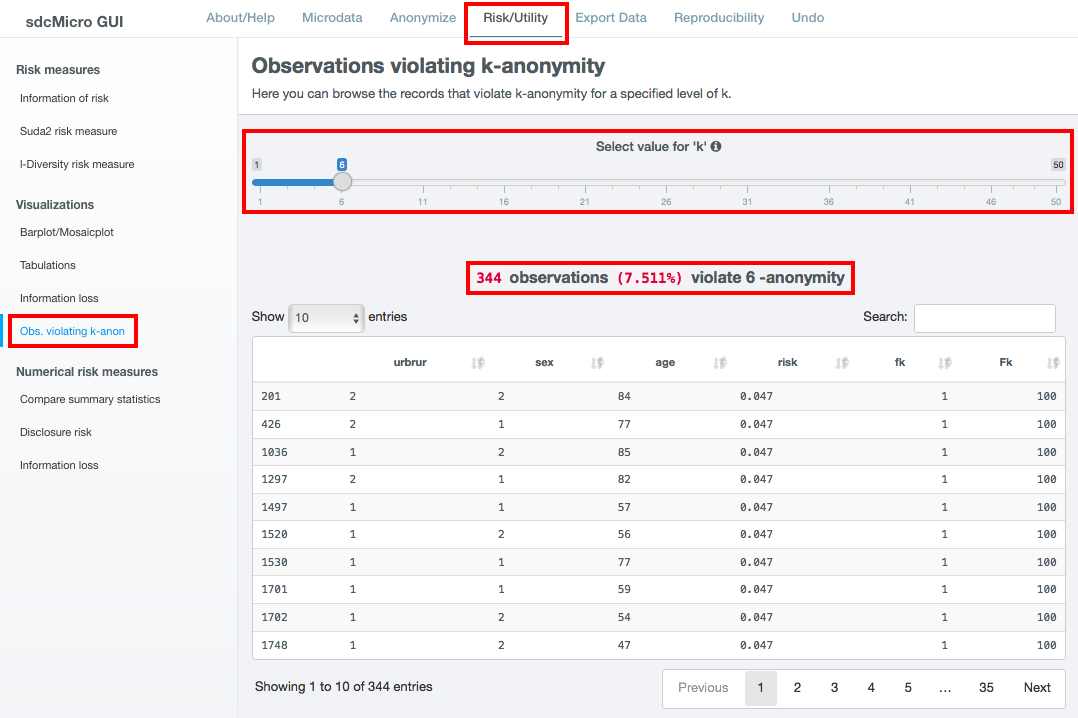 sdcMicro GUI About/Help Microdata Anonymize Risk/Utility Export Data Reproducibility Undo
Risk measures
Information of risk
Suda2 risk measure
l-Diversity risk measure
Visualizations
Barplot/Mosaicplot
Tabulations
Information loss
Obs. violating k-anon
Numerical risk measures
Compare summary statistics
Disclosure risk
Information loss
Observations violating k-anonymity
Here you can browse the records that violate k-anonymity for a specified level of k.
Select value for 'k'
1 6 50
1 6 11 16 21 26 31 36 41 46 50
344 observations (7.511%) violate 6 -anonymity
Show 10 entries Search:
urbrur sex age risk fk Fk
201 2 2 84 0.047 1 100
426 2 1 77 0.047 1 100
1036 1 2 85 0.047 1 100
1297 2 1 82 0.047 1 100
1497 1 1 57 0.047 1 100
1520 1 2 56 0.047 1 100
1530 1 1 77 0.047 1 100
1701 1 1 59 0.047 1 100
1702 1 2 54 0.047 1 100
1748 1 2 47 0.047 1 100
Showing 1 to 10 of 344 entries Previous 1 2 3 4 5 ... 35 Next